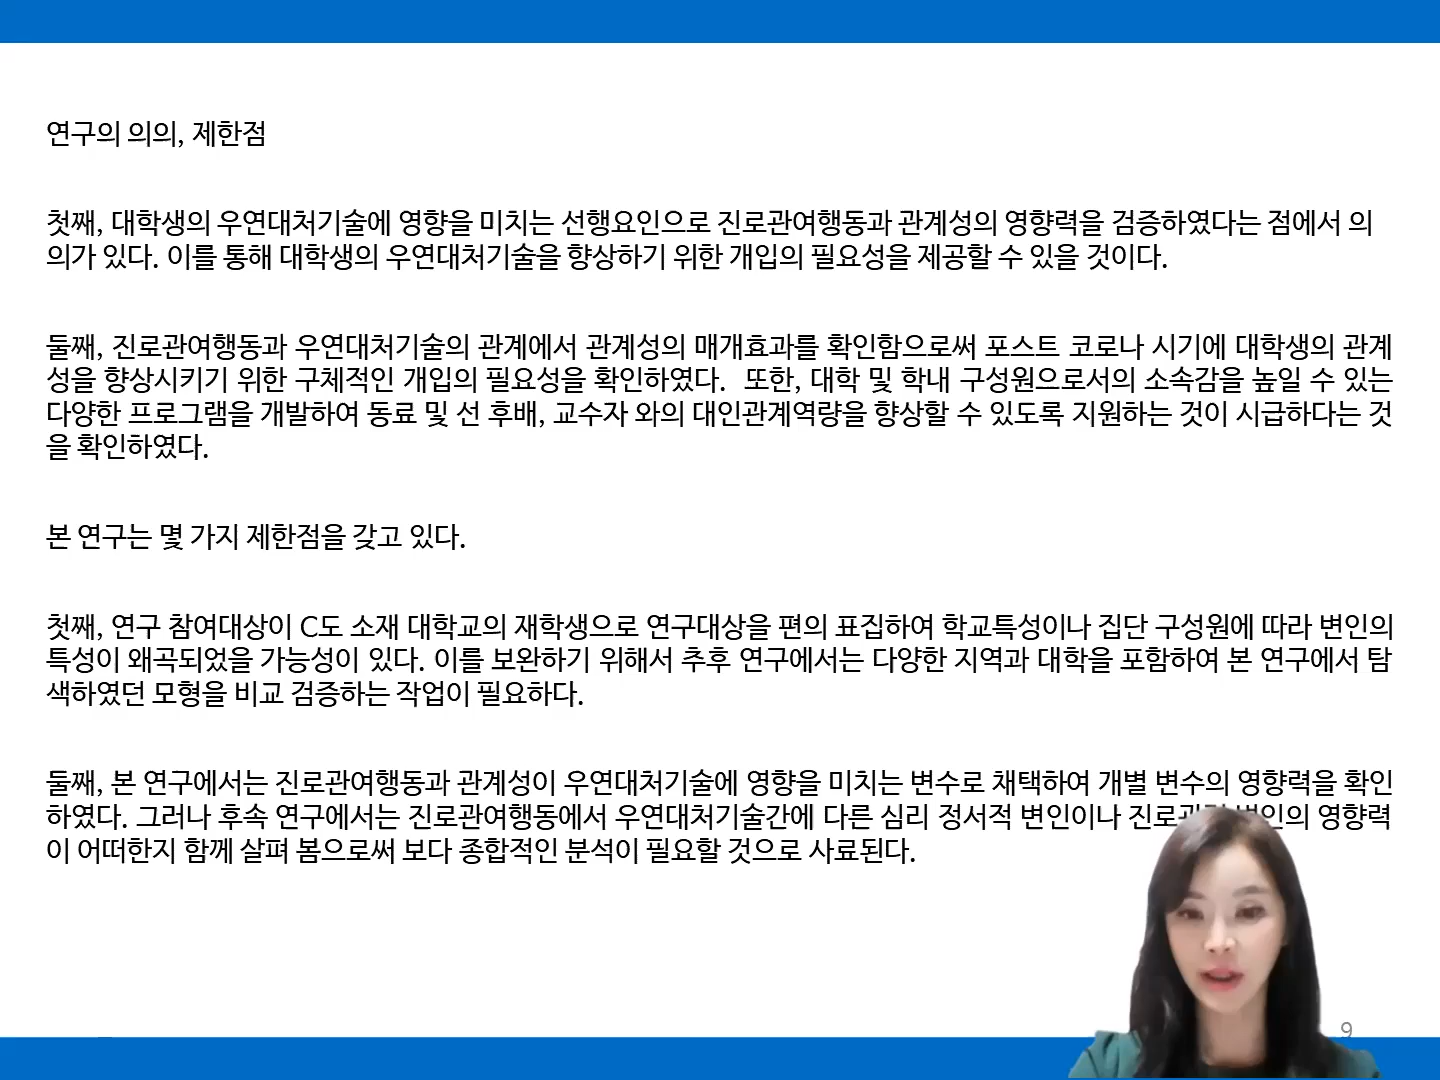 연구의 의의, 제한점
첫째, 대학생의 우연대처기술에 영향을 미치는 선행요인으로 진로관여행동과 관계성의 영향력을 검증하였다는 점에서 의
의가 있다. 이를 통해 대학생의 우연대처기술을 향상하기 위한 개입의 필요성을 제공할 수 있을 것이다.
둘째, 진로관여행동과 우연대처기술의 관계에서 관계성의 매개효과를 확인함으로써 포스트 코로나 시기에 대학생의 관계
성을 향상시키기 위한 구체적인 개입의 필요성을 확인하였다. 또한, 대학 및 학내 구성원으로서의 소속감을 높일 수 있는
다양한 프로그램을 개발하여 동료 및 선 후배, 교수자 와의 대인관계역량을 향상할 수 있도록 지원하는 것이 시급하다는 것
을 확인하였다.
본 연구는 몇 가지 제한점을 갖고 있다.
첫째, 연구 참여대상이 C도 소재 대학교의 재학생으로 연구대상을 편의 표집하여 학교특성이나 집단 구성원에 따라 변인의
특성이 왜곡되었을 가능성이 있다. 이를 보완하기 위해서 추후 연구에서는 다양한 지역과 대학을 포함하여 본 연구에서 탐
색하였던 모형을 비교 검증하는 작업이 필요하다.
둘째, 본 연구에서는 진로관여행동과 관계성이 우연대처기술에 영향을 미치는 변수로 채택하여 개별 변수의 영향력을 확인
하였다. 그러나 후속 연구에서는 진로관여행동에서 우연대처기술간에 다른 심리 정서적 변인이나 영향력
이 어떠한지 함께 살펴 봄으로써 보다 종합적인 분석이 필요할 것으로 사료된다.
9